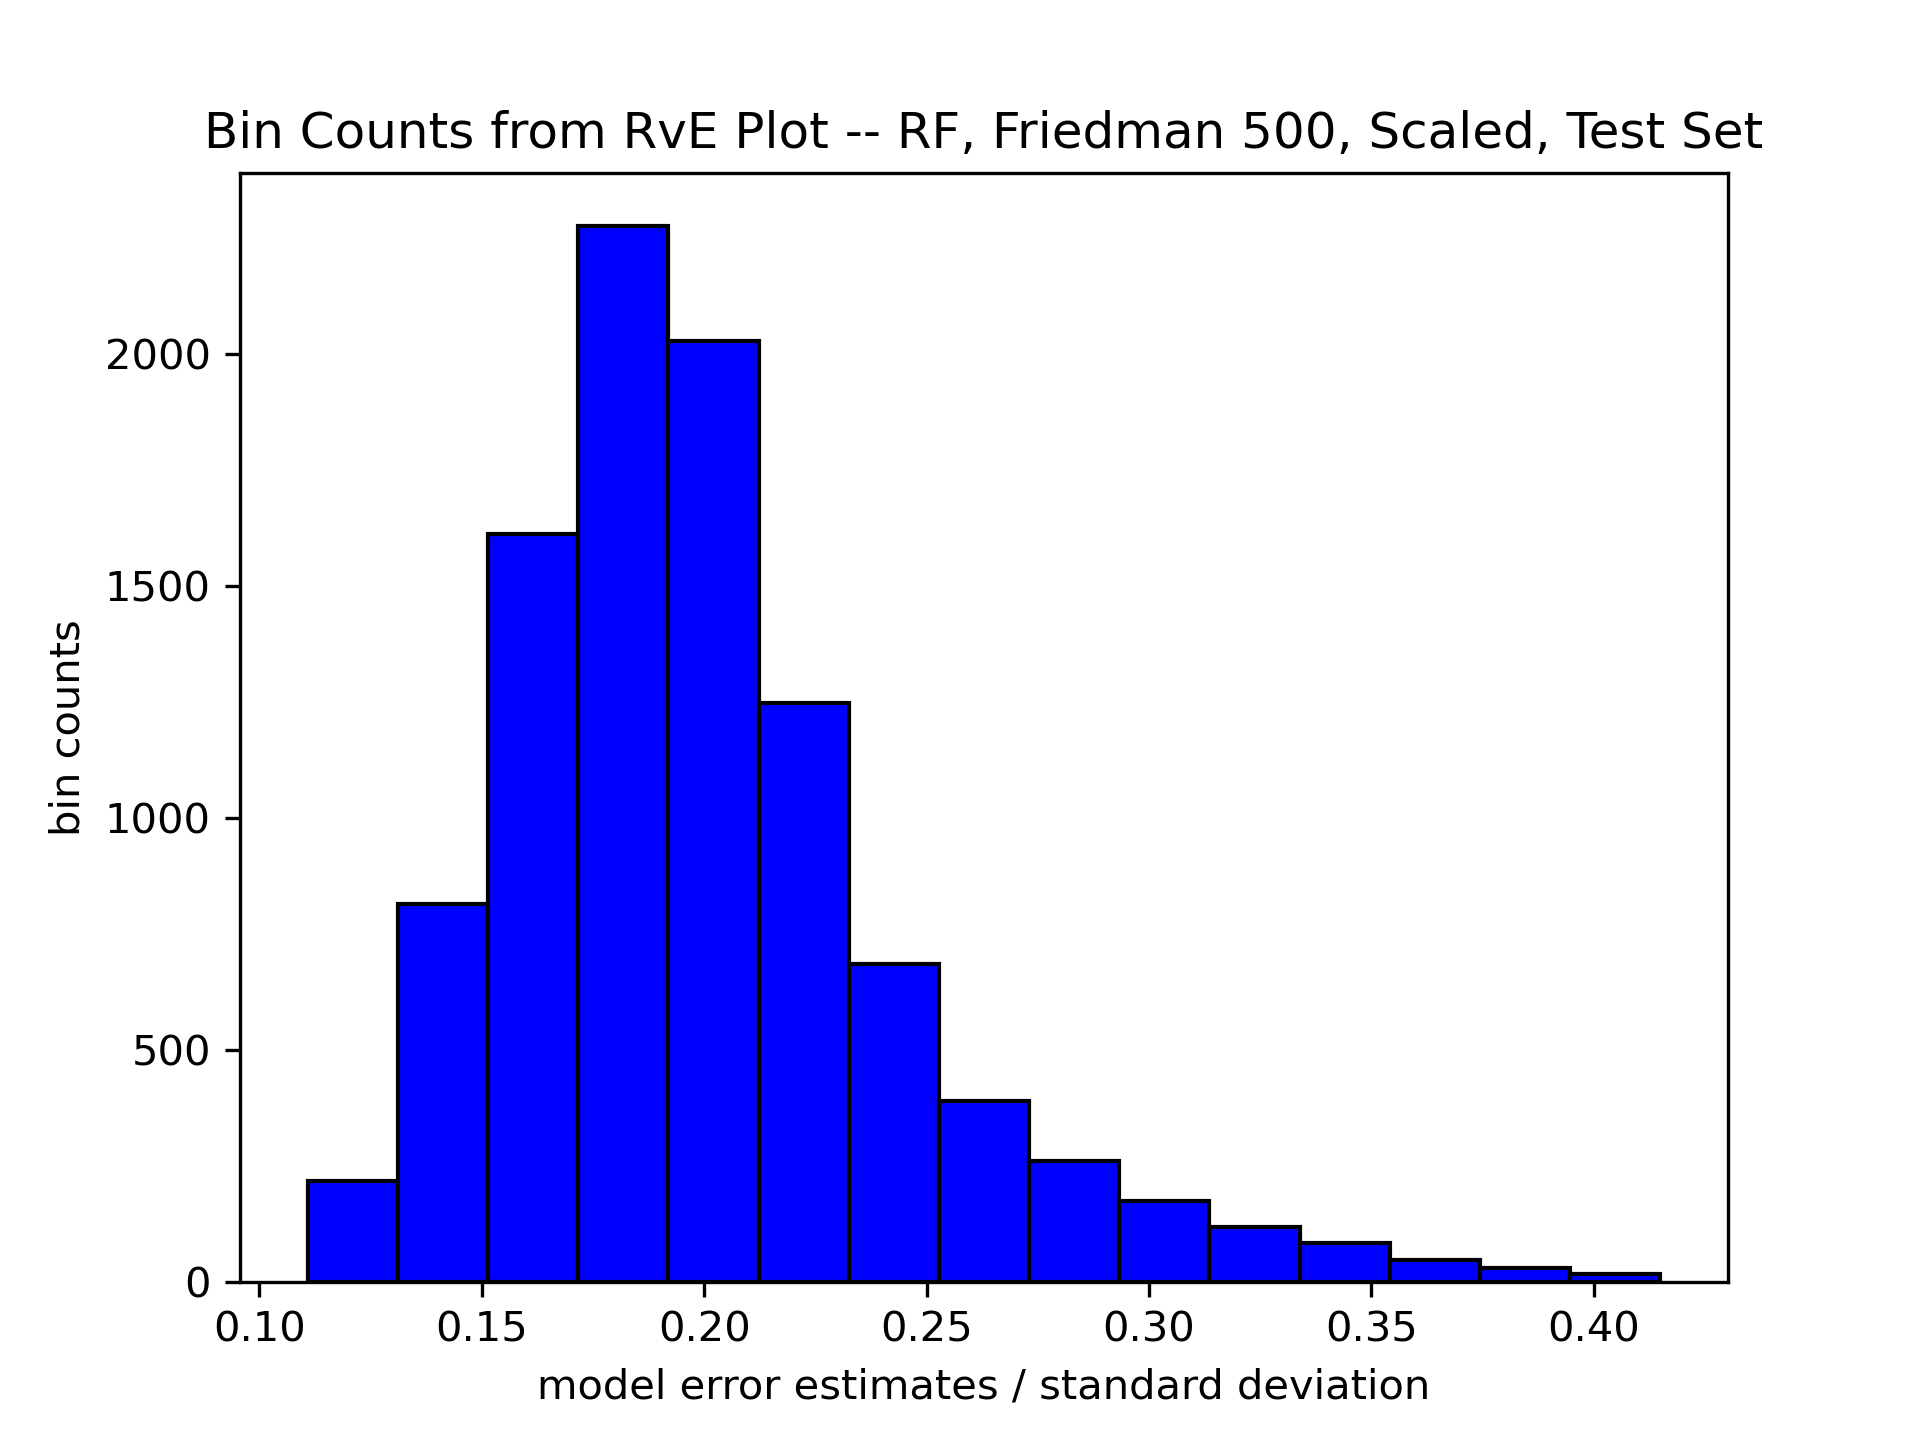 Bin Counts from RvE Plot -- RF, Friedman 500, Scaled, Test Set
bin counts
2000
1500
1000
500
0
0.10 0.15 0.20 0.25 0.30 0.35 0.40
model error estimates / standard deviation